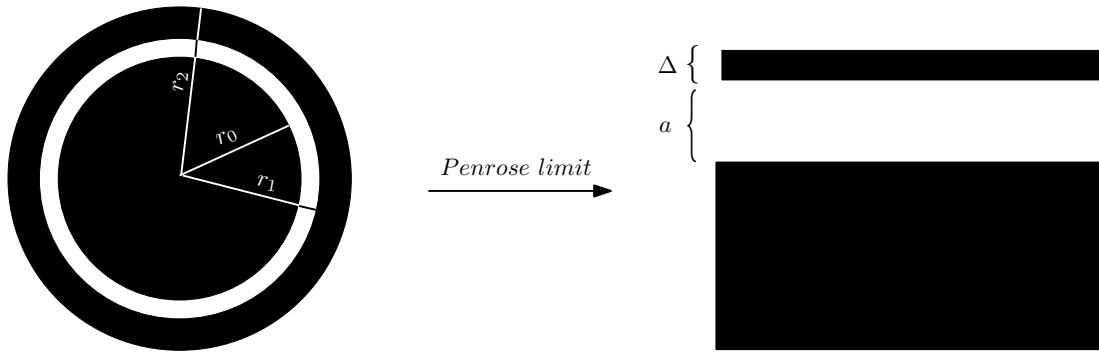 r₂
r₀
r₁
Penrose limit
Δ {
a {